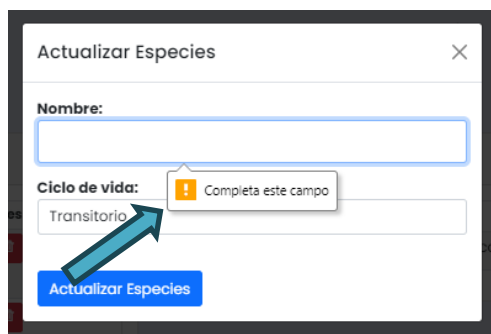 Actualizar Especies
Nombre:
Completa este campo
Ciclo de vida:
Transitorio
Actualizar Especies